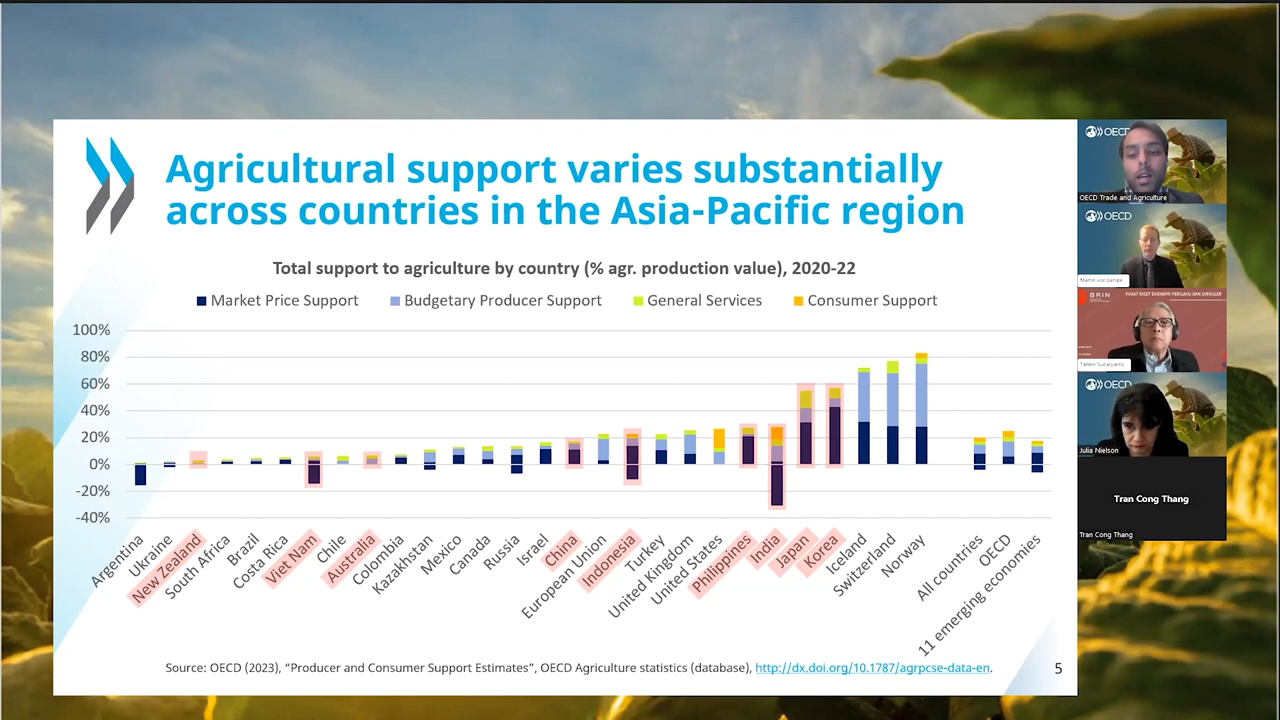 Agricultural support varies substantially
across countries in the Asia-Pacific region
Total support to agriculture by country (% agr. production value), 2020-22
Market Price Support
Budgetary Producer Support
General Services
Consumer Support
100%
80%
60%
40%
20%
0%
-20%
-40%
Argentina
Ukraine
New Zealand
South Africa
Brazil
Costa Rica
Viet Nam
Chile
Australia
Colombia
Kazakhstan
Mexico
Canada
Russia
Israel
China
European Union
Indonesia
Turkey
United Kingdom
United States
Philippines
India
Japan
Korea
Iceland
Switzerland
Norway
All countries
OECD
11 emerging economies
Source: OECD (2023), “Producer and Consumer Support Estimates”, OECD Agriculture statistics (database), http://dx.doi.org/10.1787/agrpcse-data-en.
5
OECD
OECD Trade and Agriculture
OECD
Martin von Lampe
BRIN
PUSAT RISET EKONOMI PERILAKU DAN SIRKULER
Tahlim Sudaryanto
OECD
Julia Nielson
Tran Cong Thang
Tran Cong Thang